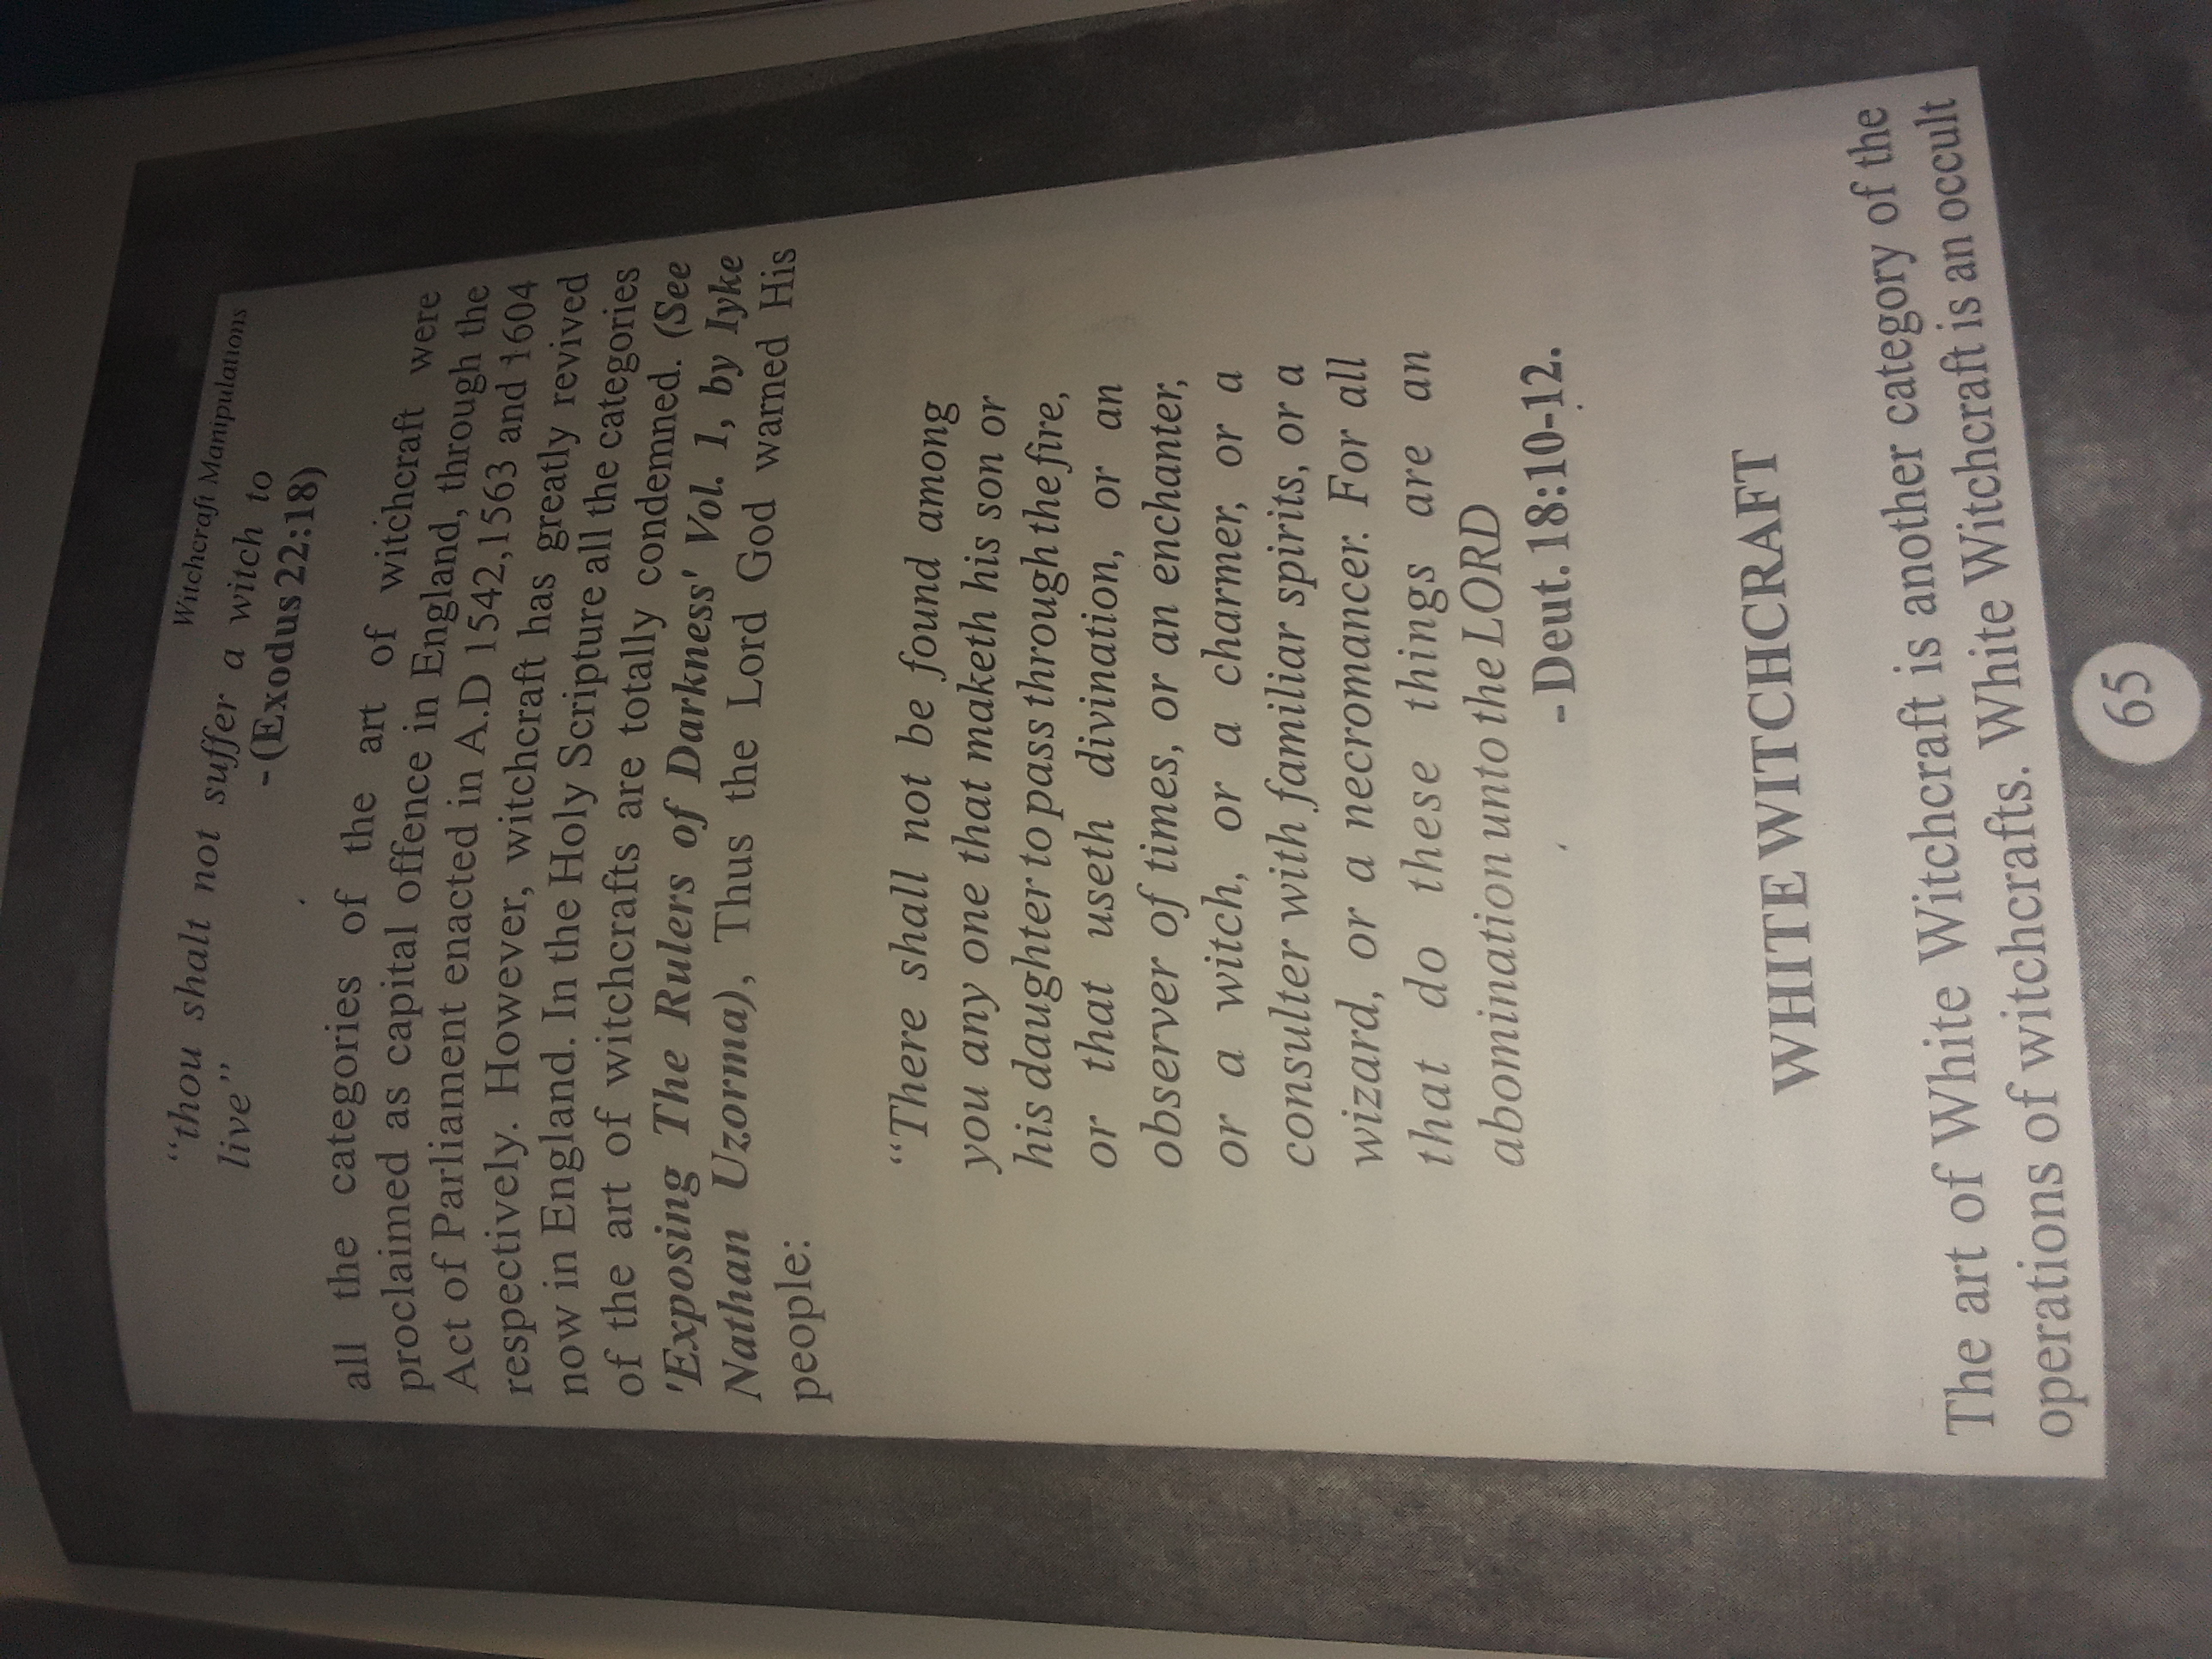 Witchcraft Manipulations
“thou shalt not suffer a witch to
live”
- (Exodus 22:18)
all the categories of the art of witchcraft were
proclaimed as capital offence in England, through the
Act of Parliament enacted in A.D 1542,1563 and 1604
respectively. However, witchcraft has greatly revived
now in England. In the Holy Scripture all the categories
of the art of witchcrafts are totally condemned. (See
'Exposing The Rulers of Darkness' Vol. 1, by Iyke
Nathan Uzorma), Thus the Lord God warned His
people:
“There shall not be found among
you any one that maketh his son or
his daughter to pass through the fire,
or that useth divination, or an
observer of times, or an enchanter,
or a witch, or a charmer, or a
consulter with familiar spirits, or a
wizard, or a necromancer. For all
that do these things are an
abomination unto the LORD
- Deut. 18:10-12.
WHITE WITCHCRAFT
The art of White Witchcraft is another category of the
operations of witchcrafts. White Witchcraft is an occult
65